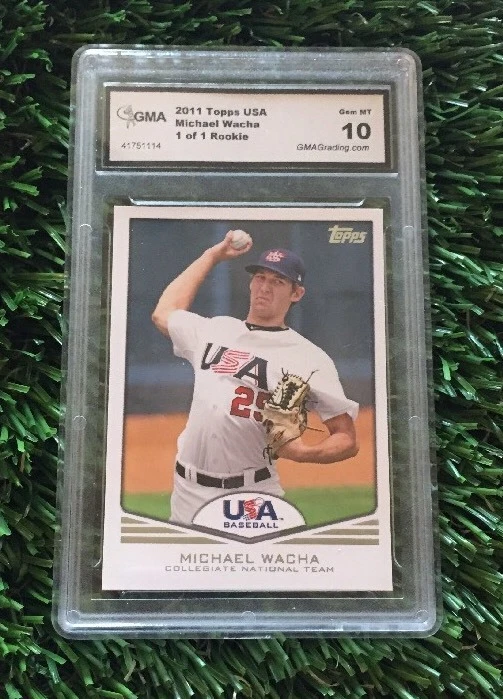 GMA
41751114
2011 Topps USA
Michael Wacha
1 of 1 Rookie
Gem MT
10
GMAGrading.com
topps
USA
25
USA
BASEBALL
MICHAEL WACHA
COLLEGIATE NATIONAL TEAM